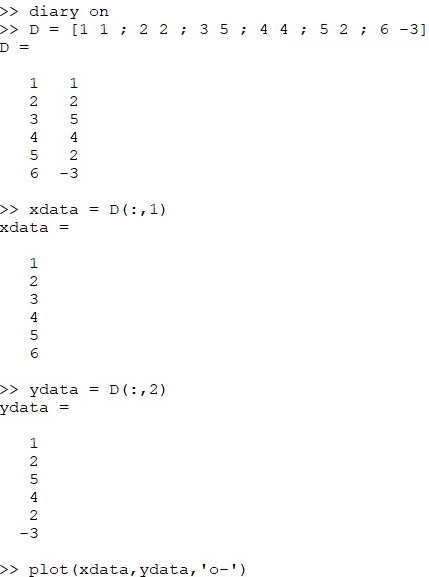 >> diary on
>> D = [1 1 ; 2 2 ; 3 5 ; 4 4 ; 5 2 ; 6 -3]
D =
1 1
2 2
3 5
4 4
5 2
6 -3
>> xdata = D(:,1)
xdata =
1
2
3
4
5
6
>> ydata = D(:,2)
ydata =
1
2
5
4
2
-3
>> plot(xdata,ydata,'o-')